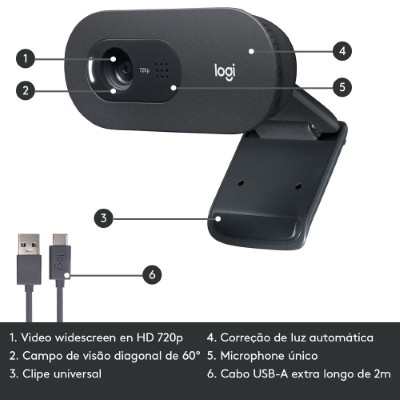 1
2
3
4
5
6
720p
logi
logi
1. Video widescreen en HD 720p
2. Campo de visão diagonal de 60°
3. Clipe universal
4. Correção de luz automática
5. Microphone único
6. Cabo USB-A extra longo de 2m